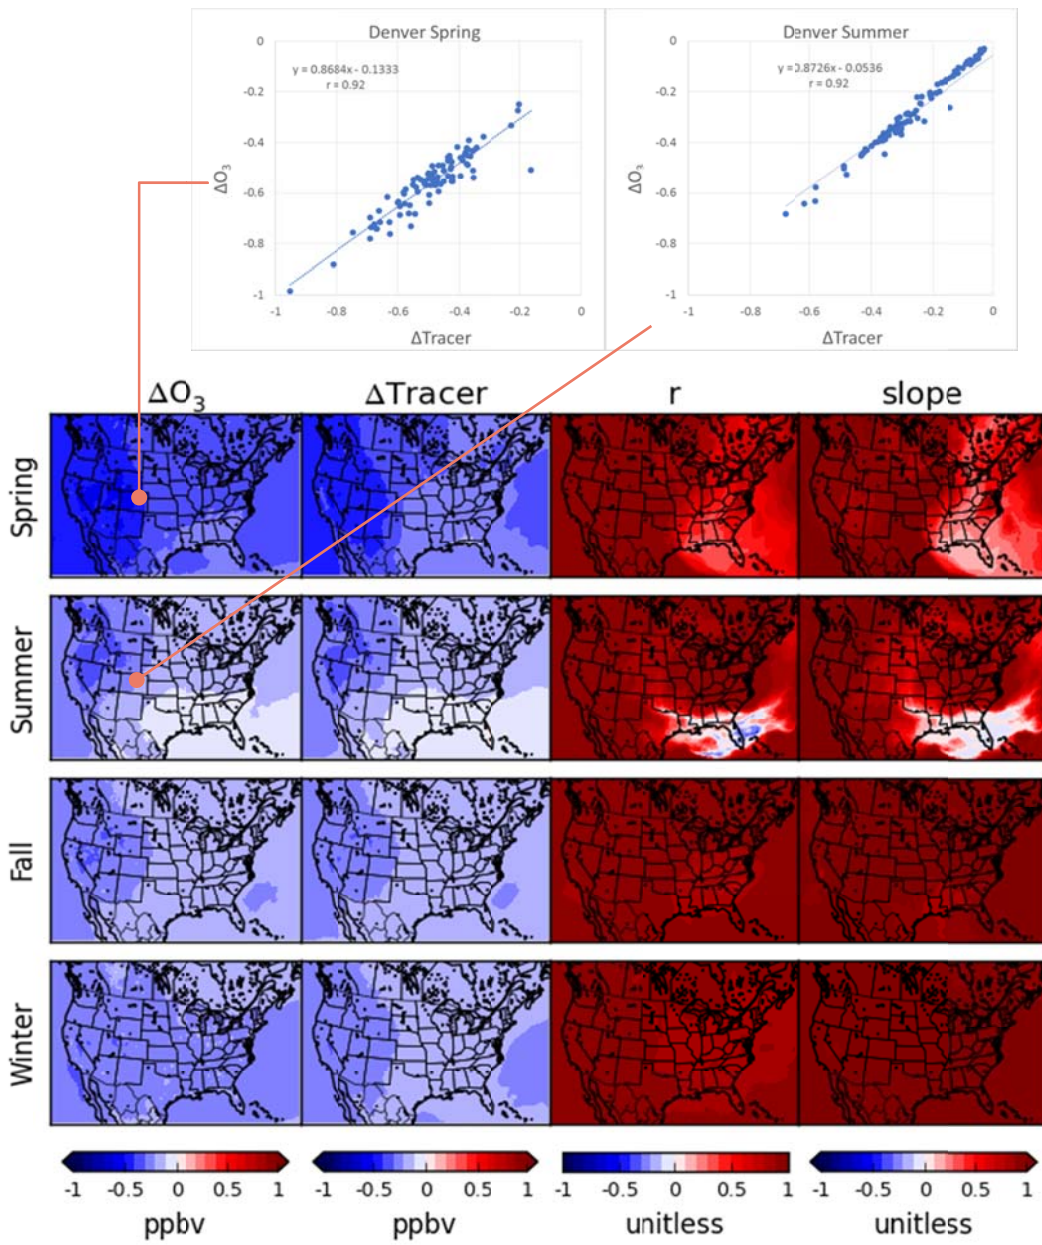 Denver Spring
y = 0.8684x - 0.1333
r = 0.92
0
-0.2
-0.4
-0.6
-0.8
-1
ΔO₃
-1 -0.8 -0.6 -0.4 -0.2 0
ΔTracer
Denver Summer
y = 0.8726x - 0.0536
r = 0.92
0
-0.2
-0.4
-0.6
-0.8
-1
ΔO₃
-1 -0.8 -0.6 -0.4 -0.2 0
ΔTracer
ΔO₃ ΔTracer r slope
Spring
Summer
Fall
Winter
-1 -0.5 0 0.5 1
ppbv
-1 -0.5 0 0.5 1
ppbv
-1 -0.5 0 0.5 1
unitless
-1 -0.5 0 0.5 1
unitless